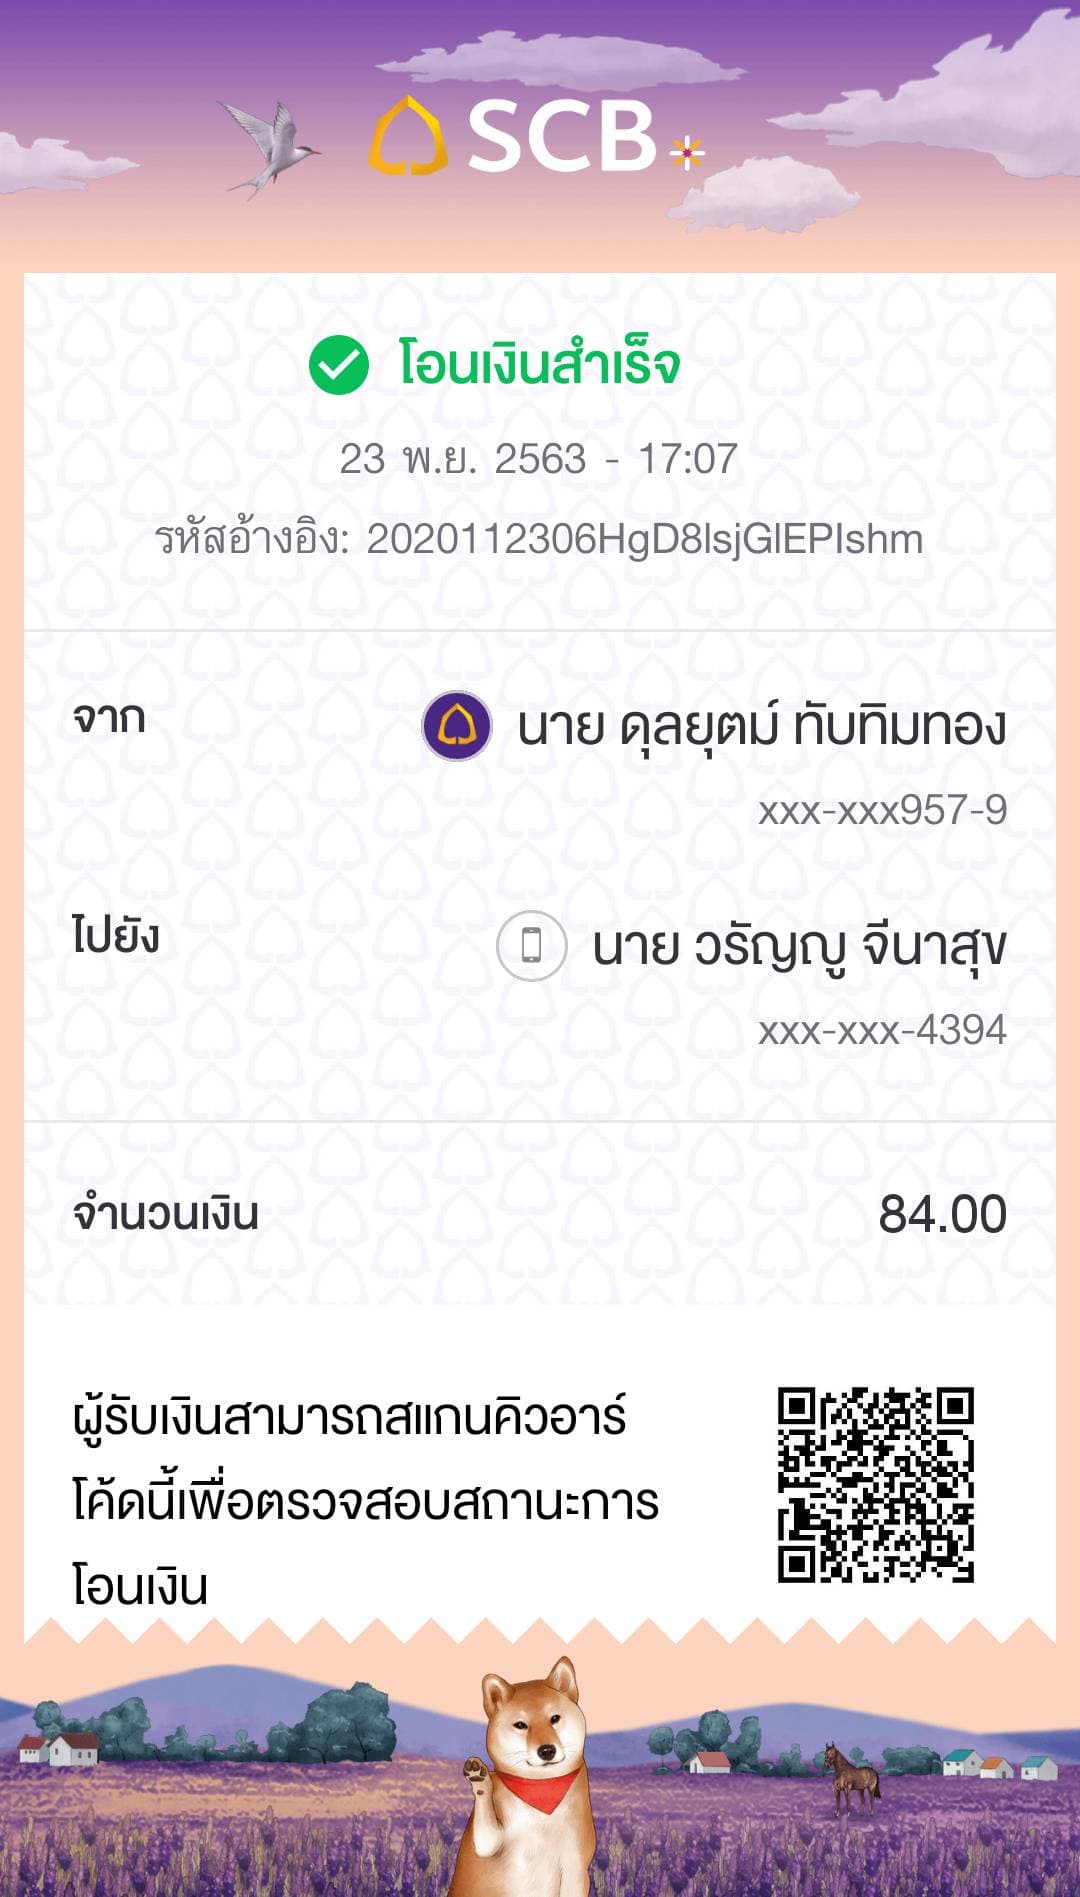 SCB
โอนเงินสำเร็จ
23 พ.ย. 2563 - 17:07
รหัสอ้างอิง: 2020112306HgD8lsjGlEPIshm
จาก
นาย ดุลยุตม์ ทับทิมทอง
xxx-xxx957-9
ไปยัง
นาย วรัญญู จีนาสุข
xxx-xxx-4394
จำนวนเงิน
84.00
ผู้รับเงินสามารถสแกนคิวอาร์
โค้ดนี้เพื่อตรวจสอบสถานะการ
โอนเงิน